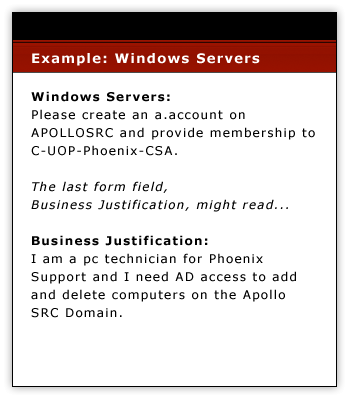 Example: Windows Servers
Windows Servers:
Please create an a.account on
APOLLOSRC and provide membership to
C-UOP-Phoenix-CSA.
The last form field,
Business Justification, might read...
Business Justification:
I am a pc technician for Phoenix
Support and I need AD access to add
and delete computers on the Apollo
SRC Domain.